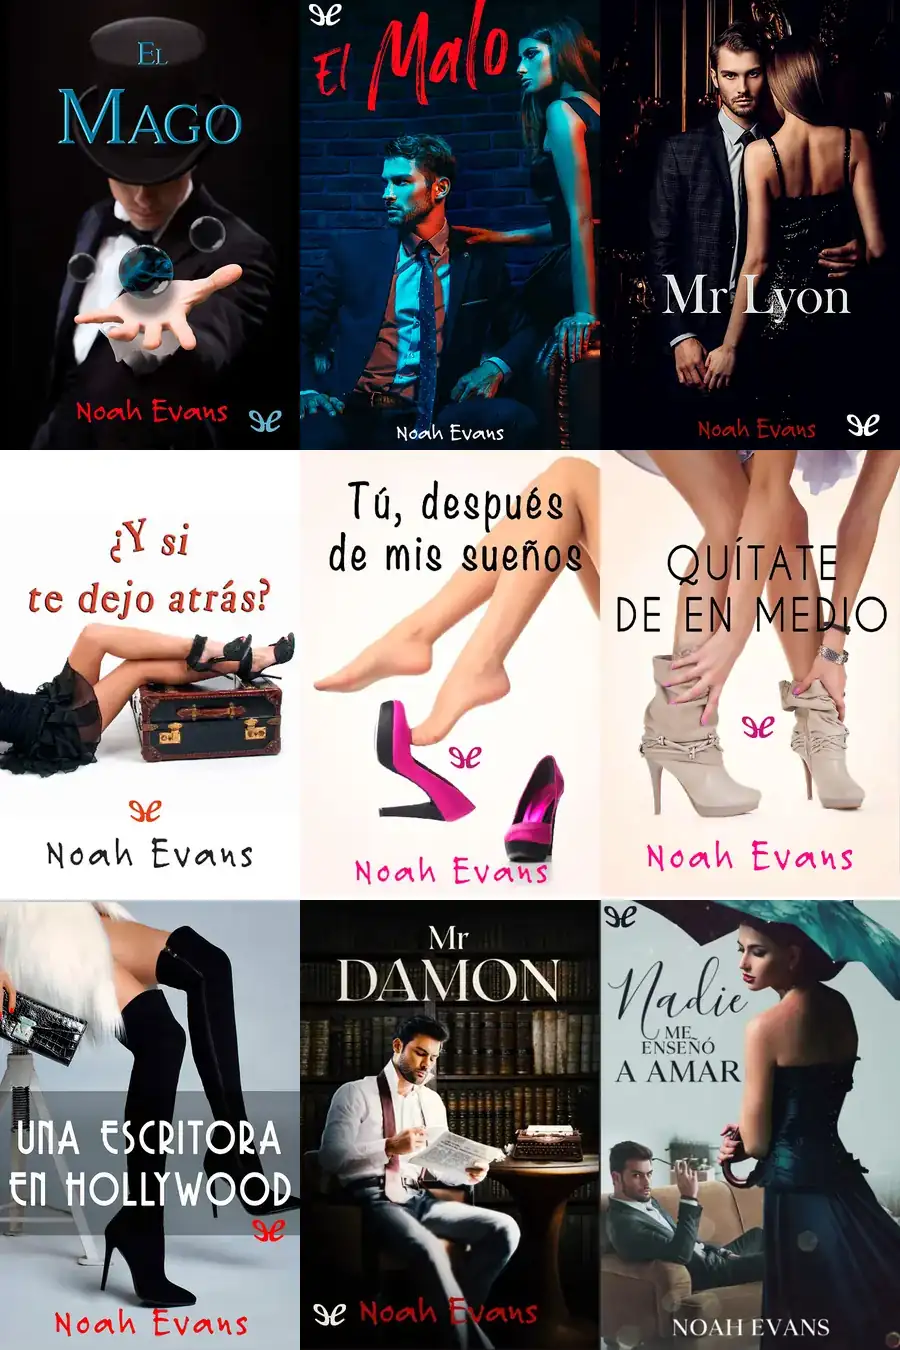 El
Mago
Noah Evans
El Malo
Noah Evans
Mr Lyon
Noah Evans
¿Y si
te dejo atrás?
Noah Evans
Tú, después
de mis sueños
Noah Evans
QUÍTATE
DE EN MEDIO
Noah Evans
UNA ESCRITORA
EN HOLLYWOOD
Noah Evans
Mr
DAMON
Noah Evans
Nadie
ME
ENSEÑÓ
A AMAR
NOAH EVANS